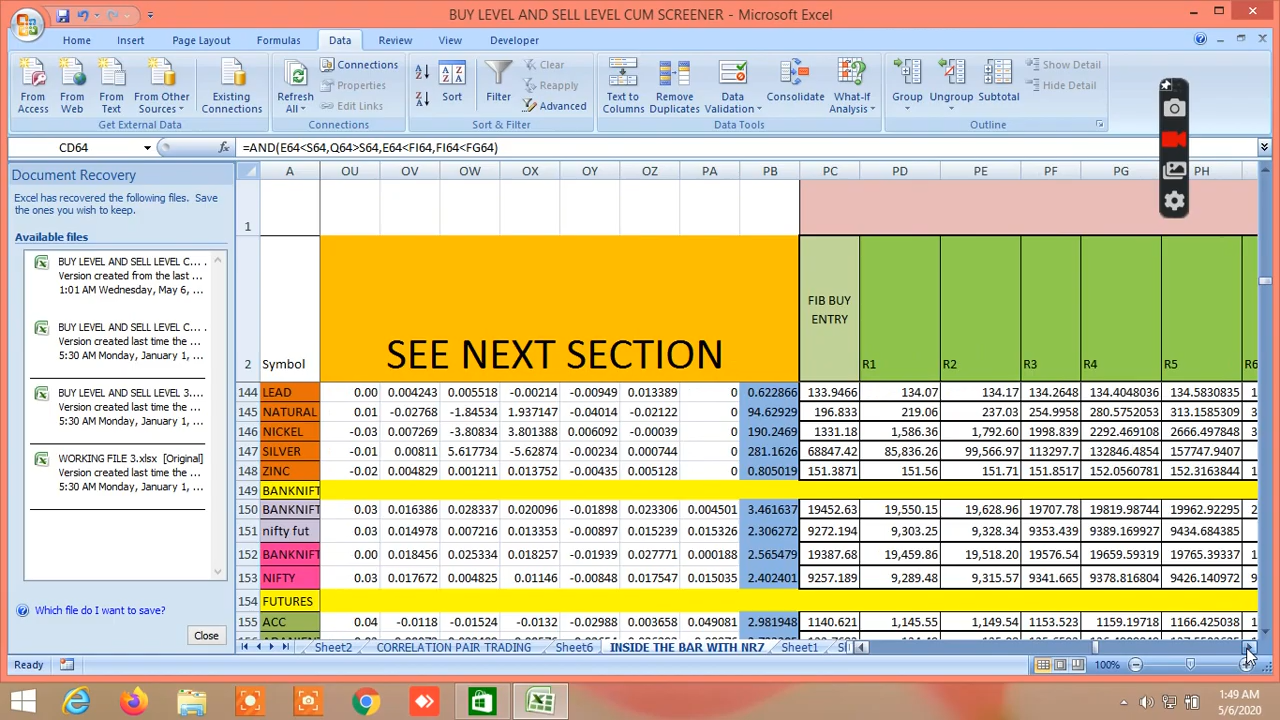 BUY LEVEL AND SELL LEVEL CUM SCREENER - Microsoft Excel
Home Insert Page Layout Formulas Data Review View Developer
From Access
From Web
From Text
From Other Sources
Existing Connections
Refresh All
Connections
Properties
Edit Links
Sort
Filter
Clear
Reapply
Advanced
Text to Columns
Remove Duplicates
Data Validation
Consolidate
What-If Analysis
Group
Ungroup
Subtotal
Show Detail
Hide Detail
Get External Data Connections Sort & Filter Data Tools Outline
CD64 fx =AND(E64<S64,Q64>S64,E64<FI64,FI64<FG64)
Document Recovery
Excel has recovered the following files. Save
the ones you wish to keep.
Available files
BUY LEVEL AND SELL LEVEL C... .
Version created from the last ...
1:01 AM Wednesday, May 6, ...
BUY LEVEL AND SELL LEVEL C... .
Version created last time the ...
5:30 AM Monday, January 1, ...
BUY LEVEL AND SELL LEVEL 3....
Version created last time the ...
5:30 AM Monday, January 1, ...
WORKING FILE 3.xlsx [Original]
Version created last time the ...
5:30 AM Monday, January 1, ...
Which file do I want to save?
Close
A OU OV OW OX OY OZ PA PB PC PD PE PF PG PH
1
2 Symbol SEE NEXT SECTION FIB BUY ENTRY R1 R2 R3 R4 R5 R6
144 LEAD 0.00 0.004243 0.005518 -0.00214 -0.00949 0.013389 0 0.622866 133.9466 134.07 134.17 134.2648 134.4048036 134.5830835
145 NATURAL 0.01 -0.02768 -1.84534 1.937147 -0.04014 -0.02122 0 94.62929 196.833 219.06 237.03 254.9958 280.5752053 313.1585309
146 NICKEL -0.03 0.007269 -3.80834 3.801388 0.006092 -0.00039 0 190.2469 1331.18 1,586.36 1,792.60 1998.839 2292.469108 2666.497848
147 SILVER -0.01 0.00811 5.617734 -5.62874 -0.00234 0.000744 0 281.1626 68847.42 85,836.26 99,566.97 113297.7 132846.4854 157747.9407
148 ZINC -0.02 0.004829 0.001211 0.013752 -0.00435 0.005128 0 0.805019 151.3871 151.56 151.71 151.8517 152.0560781 152.3163844
149 BANKNIFT
150 BANKNIFT 0.03 0.016386 0.028337 0.020096 -0.01898 0.023306 0.004501 3.461637 19452.63 19,550.15 19,628.96 19707.78 19819.98744 19962.92295
151 nifty fut 0.03 0.014978 0.007216 0.013353 -0.00897 0.015239 0.015326 2.306272 9272.194 9,303.25 9,328.34 9353.439 9389.169927 9434.684385
152 BANKNIFT 0.00 0.018456 0.025334 0.018257 -0.01939 0.027771 0.000188 2.565479 19387.68 19,459.86 19,518.20 19576.54 19659.59319 19765.39337
153 NIFTY 0.03 0.017672 0.004825 0.01146 -0.00848 0.017547 0.015035 2.402401 9257.189 9,289.48 9,315.57 9341.665 9378.816804 9426.140972
154 FUTURES
155 ACC 0.04 -0.0118 -0.01524 -0.0132 -0.02988 0.003658 0.049081 2.981948 1140.621 1,145.55 1,149.54 1153.523 1159.19923 1166.425038
Sheet2 CORRELATION PAIR TRADING Sheet6 INSIDE THE BAR WITH NR7 Sheet1
Ready 100%
1:49 AM
5/6/2020